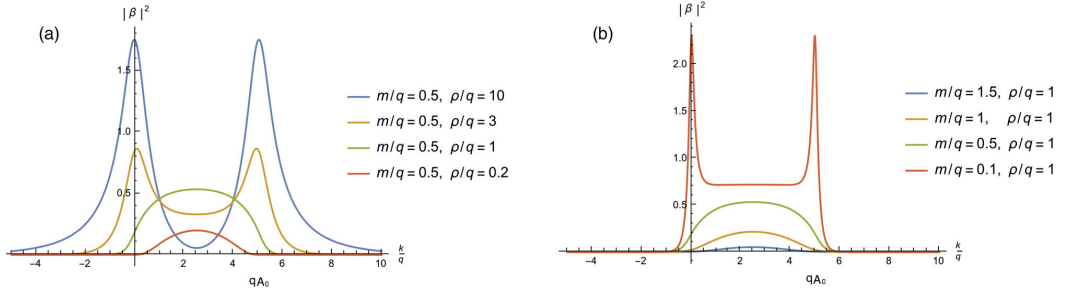 (a)
|β|²
1.5
1.0
0.5
-4 -2 2 4 6 8 10
k/q
qA₀
m/q = 0.5, ρ/q = 10
m/q = 0.5, ρ/q = 3
m/q = 0.5, ρ/q = 1
m/q = 0.5, ρ/q = 0.2
(b)
|β|²
2.0
1.5
1.0
0.5
-4 -2 2 4 6 8 10
k/q
qA₀
m/q = 1.5, ρ/q = 1
m/q = 1, ρ/q = 1
m/q = 0.5, ρ/q = 1
m/q = 0.1, ρ/q = 1